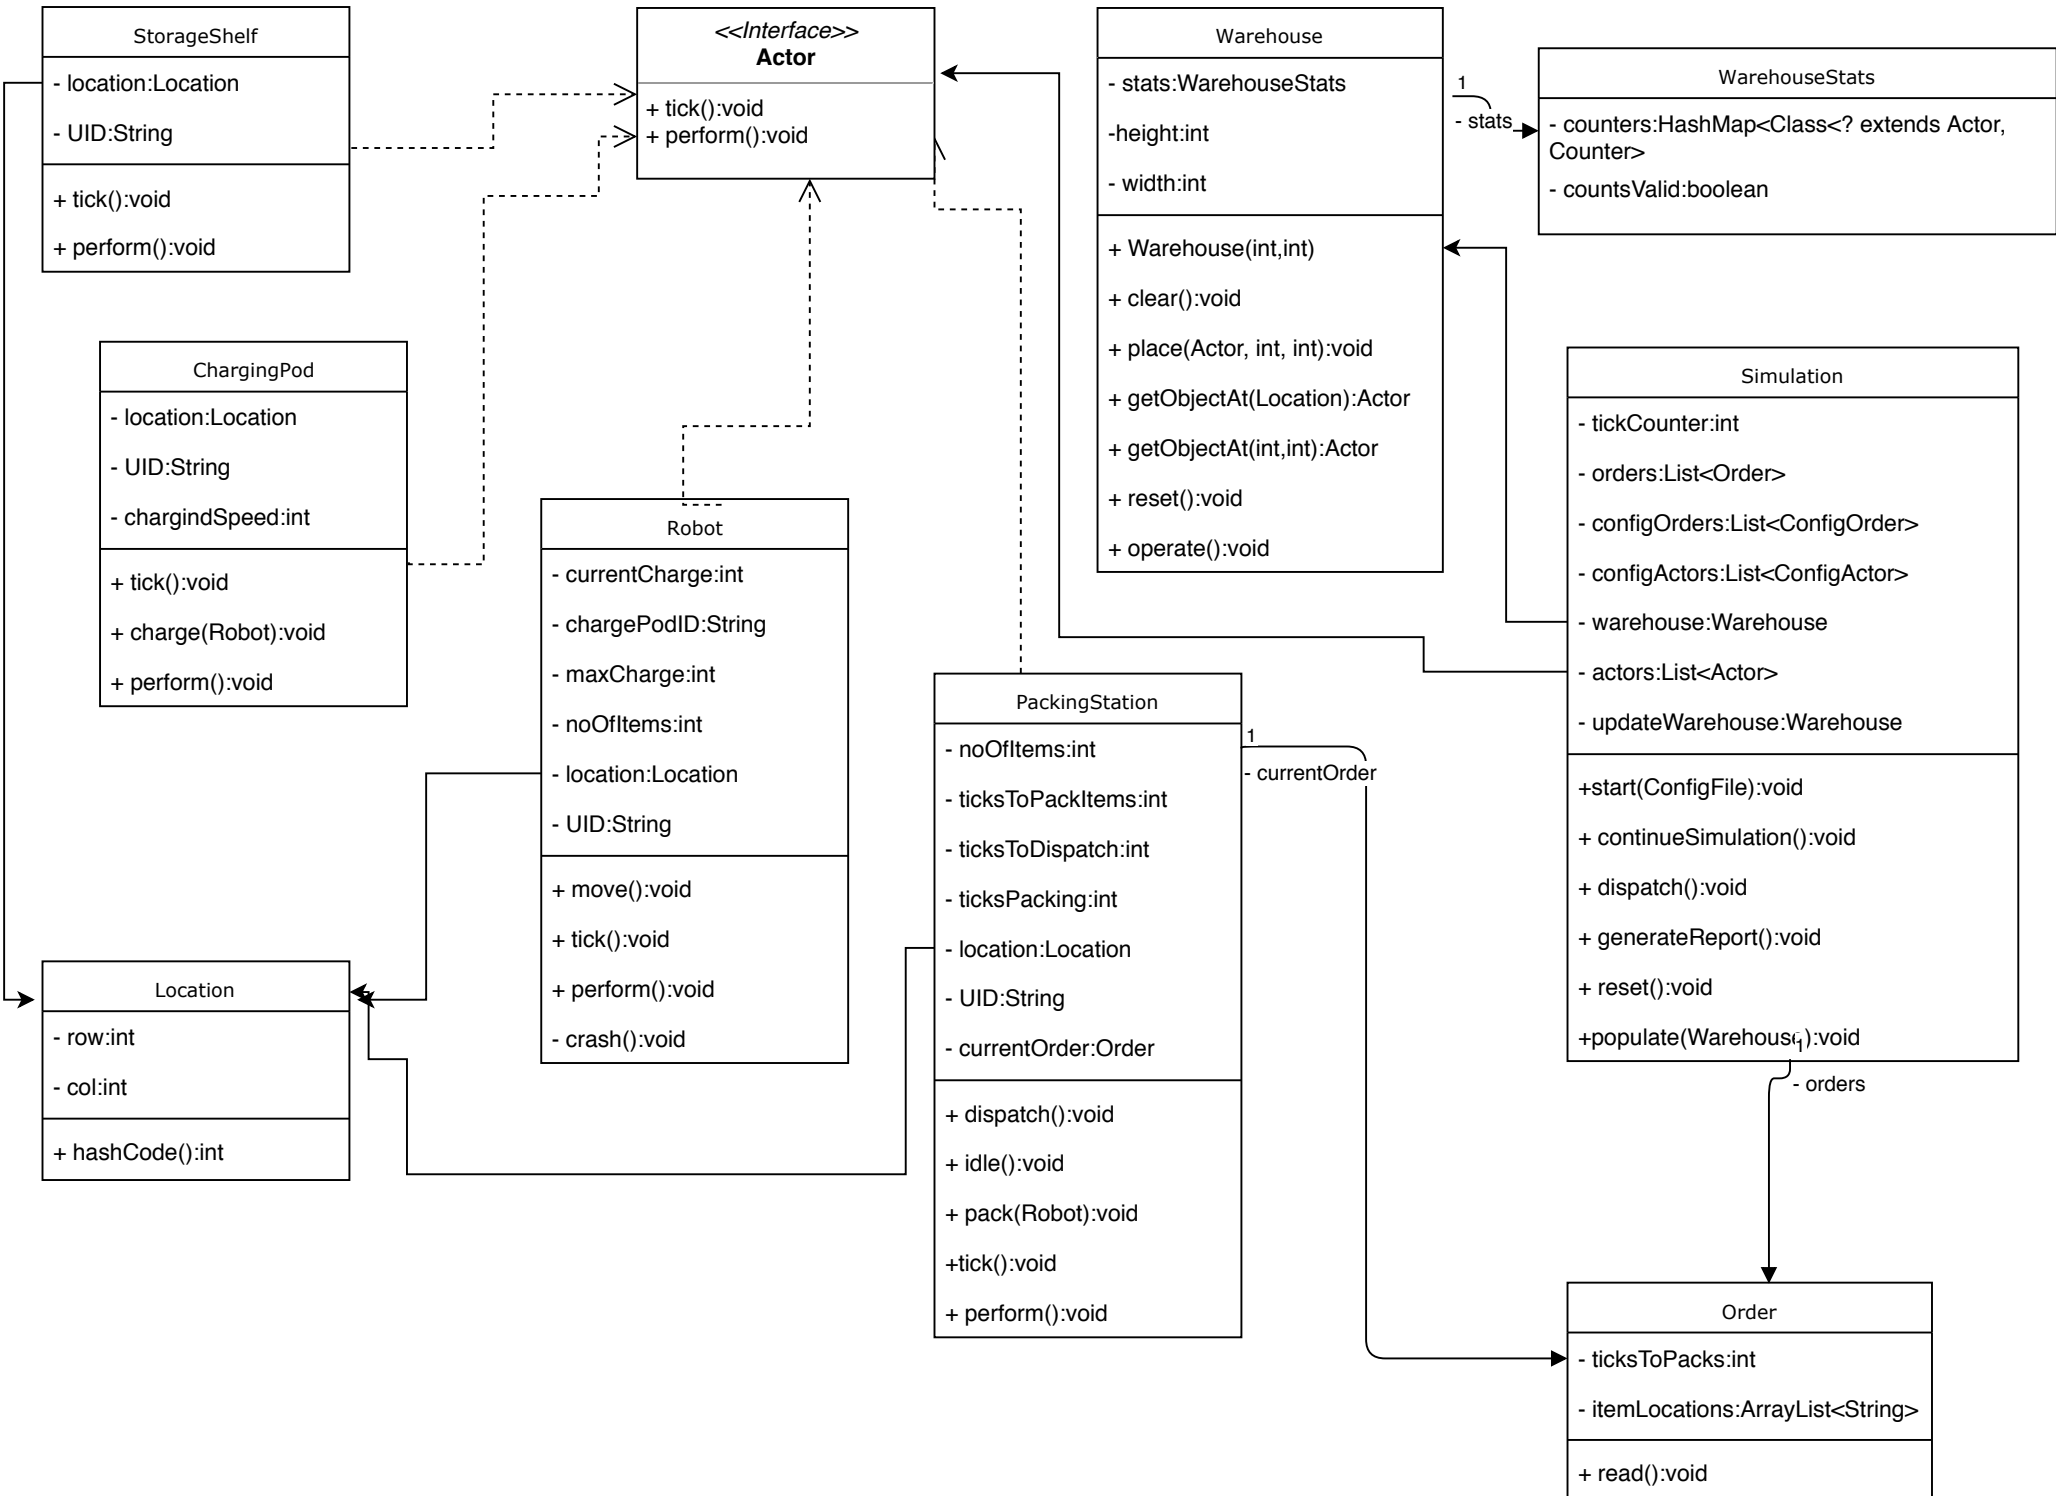 StorageShelf
- location:Location
- UID:String
+ tick():void
+ perform():void
<<Interface>>
Actor
+ tick():void
+ perform():void
Warehouse
- stats:WarehouseStats
-height:int
- width:int
+ Warehouse(int,int)
+ clear():void
+ place(Actor, int, int):void
+ getObjectAt(Location):Actor
+ getObjectAt(int,int):Actor
+ reset():void
+ operate():void
1
- stats
WarehouseStats
- counters:HashMap<Class<? extends Actor,
Counter>
- countsValid:boolean
ChargingPod
- location:Location
- UID:String
- chargindSpeed:int
+ tick():void
+ charge(Robot):void
+ perform():void
Robot
- currentCharge:int
- chargePodID:String
- maxCharge:int
- noOfItems:int
- location:Location
- UID:String
+ move():void
+ tick():void
+ perform():void
- crash():void
PackingStation
- noOfItems:int
- ticksToPackItems:int
- ticksToDispatch:int
- ticksPacking:int
- location:Location
- UID:String
- currentOrder:Order
+ dispatch():void
+ idle():void
+ pack(Robot):void
+tick():void
+ perform():void
1
- currentOrder
Simulation
- tickCounter:int
- orders:List<Order>
- configOrders:List<ConfigOrder>
- configActors:List<ConfigActor>
- warehouse:Warehouse
- actors:List<Actor>
- updateWarehouse:Warehouse
+start(ConfigFile):void
+ continueSimulation():void
+ dispatch():void
+ generateReport():void
+ reset():void
+populate(Warehouse):void
1
- orders
Location
- row:int
- col:int
+ hashCode():int
Order
- ticksToPacks:int
- itemLocations:ArrayList<String>
+ read():void